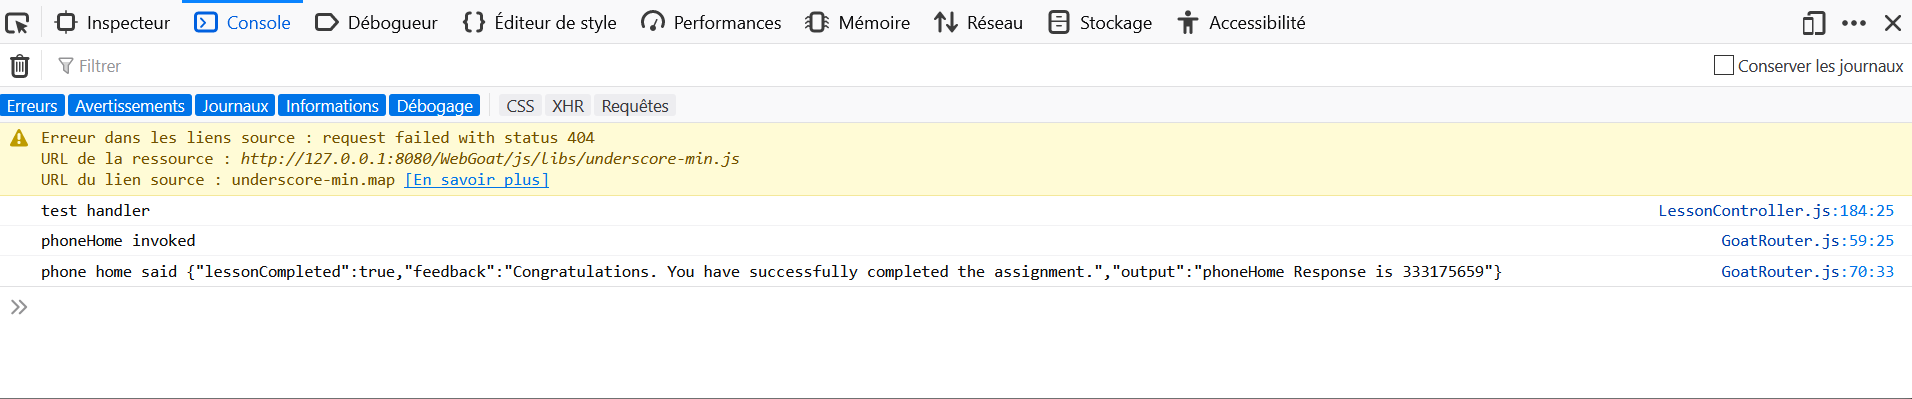 Inspecteur Console Débogueur Éditeur de style Performances Mémoire Réseau Stockage Accessibilité
Filtrer Conserver les journaux
Erreurs Avertissements Journaux Informations Débogage CSS XHR Requêtes
Erreur dans les liens source : request failed with status 404
URL de la ressource : http://127.0.0.1:8080/WebGoat/js/libs/underscore-min.js
URL du lien source : underscore-min.map [En savoir plus]
test handler LessonController.js:184:25
phoneHome invoked GoatRouter.js:59:25
phone home said {"lessonCompleted":true,"feedback":"Congratulations. You have successfully completed the assignment.","output":"phoneHome Response is 333175659"} GoatRouter.js:70:33